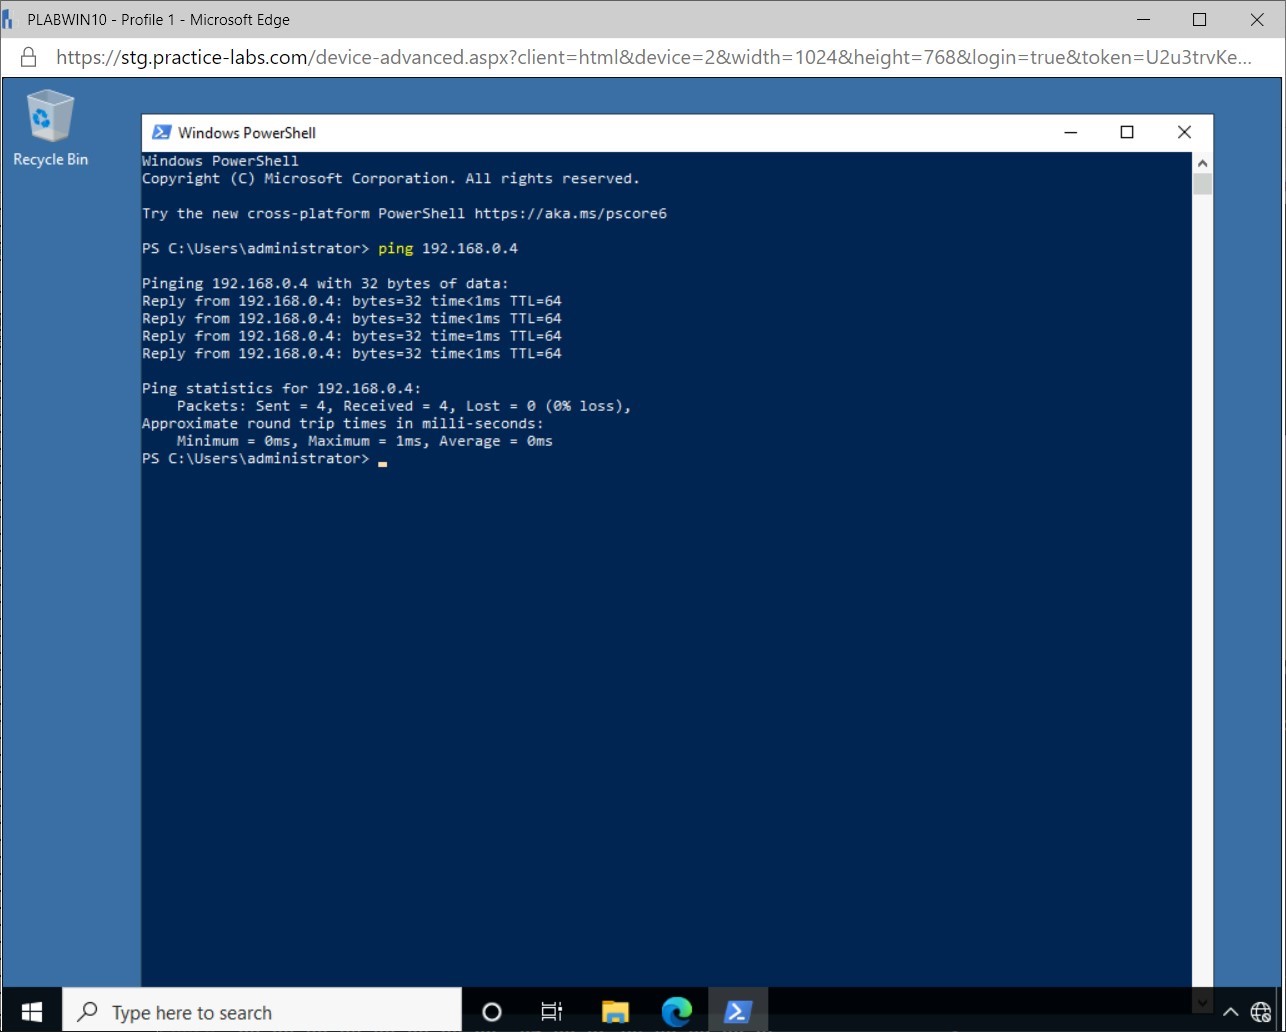 PLABWIN10 - Profile 1 - Microsoft Edge
https://stg.practice-labs.com/device-advanced.aspx?client=html&device=2&width=1024&height=768&login=true&token=U2u3trvKe...
Recycle Bin
Windows PowerShell
Windows PowerShell
Copyright (C) Microsoft Corporation. All rights reserved.
Try the new cross-platform PowerShell https://aka.ms/pscore6
PS C:\Users\administrator> ping 192.168.0.4
Pinging 192.168.0.4 with 32 bytes of data:
Reply from 192.168.0.4: bytes=32 time<1ms TTL=64
Reply from 192.168.0.4: bytes=32 time<1ms TTL=64
Reply from 192.168.0.4: bytes=32 time=1ms TTL=64
Reply from 192.168.0.4: bytes=32 time<1ms TTL=64
Ping statistics for 192.168.0.4:
    Packets: Sent = 4, Received = 4, Lost = 0 (0% loss),
Approximate round trip times in milli-seconds:
    Minimum = 0ms, Maximum = 1ms, Average = 0ms
PS C:\Users\administrator>
Type here to search